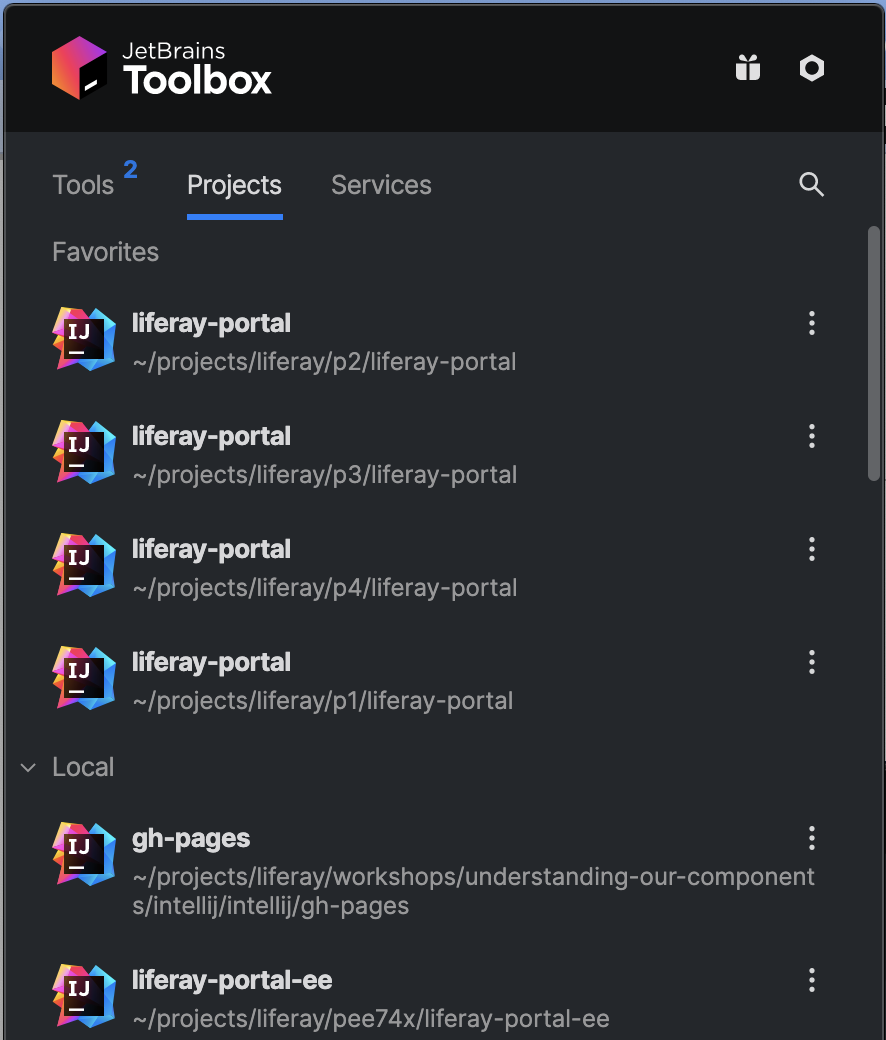 JetBrains
Toolbox
Tools 2 Projects Services
Favorites
IJ
liferay-portal
~/projects/liferay/p2/liferay-portal
IJ
liferay-portal
~/projects/liferay/p3/liferay-portal
IJ
liferay-portal
~/projects/liferay/p4/liferay-portal
IJ
liferay-portal
~/projects/liferay/p1/liferay-portal
Local
IJ
gh-pages
~/projects/liferay/workshops/understanding-our-component
s/intellij/intellij/gh-pages
IJ
liferay-portal-ee
~/projects/liferay/pee74x/liferay-portal-ee